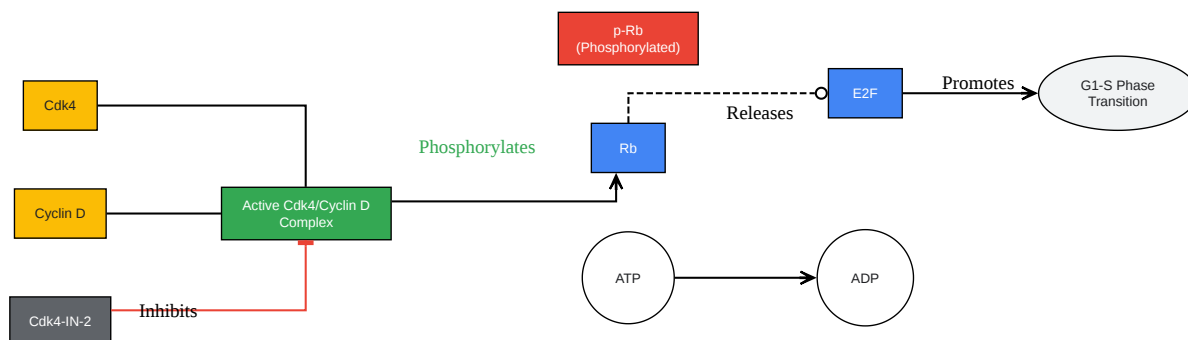 p-Rb
(Phosphorylated)
Cdk4
E2F
Promotes
G1-S Phase
Transition
Releases
Phosphorylates
Rb
Cyclin D
Active Cdk4/Cyclin D
Complex
ATP
ADP
Cdk4-IN-2
Inhibits